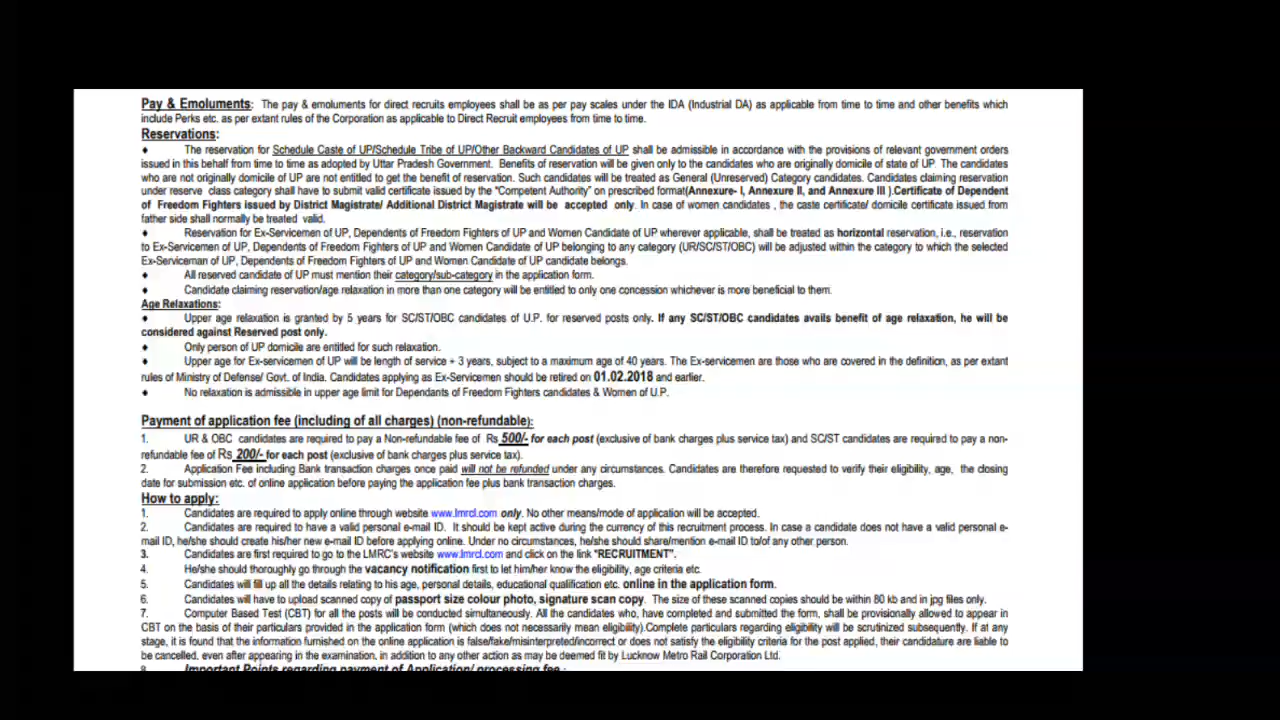 Pay & Emoluments: The pay & emoluments for direct recruits employees shall be as per pay scales under the IDA (Industrial DA) as applicable from time to time and other benefits which
include Perks etc. as per extant rules of the Corporation as applicable to Direct Recruit employees from time to time.
Reservations:
♦ The reservation for Schedule Caste of UP/Schedule Tribe of UP/Other Backward Candidates of UP shall be admissible in accordance with the provisions of relevant government orders
issued in this behalf from time to time as adopted by Uttar Pradesh Government. Benefits of reservation will be given only to the candidates who are originally domicile of state of UP. The candidates
who are not originally domicile of UP are not entitled to get the benefit of reservation. Such candidates will be treated as General (Unreserved) Category candidates. Candidates claiming reservation
under reserve class category shall have to submit valid certificate issued by the "Competent Authority" on prescribed format(Annexure- I, Annexure II, and Annexure III ).Certificate of Dependent
of Freedom Fighters issued by District Magistrate/ Additional District Magistrate will be accepted only. In case of women candidates , the caste certificate/ domicile certificate issued from
father side shall normally be treated valid.
♦ Reservation for Ex-Servicemen of UP, Dependents of Freedom Fighters of UP and Women Candidate of UP wherever applicable, shall be treated as horizontal reservation, i.e., reservation
to Ex-Servicemen of UP, Dependents of Freedom Fighters of UP and Women Candidate of UP belonging to any category (UR/SC/ST/OBC) will be adjusted within the category to which the selected
Ex-Serviceman of UP, Dependents of Freedom Fighters of UP and Women Candidate of UP candidate belongs.
♦ All reserved candidate of UP must mention their category/sub-category in the application form.
♦ Candidate claiming reservation/age relaxation in more than one category will be entitled to only one concession whichever is more beneficial to them.
Age Relaxations:
♦ Upper age relaxation is granted by 5 years for SC/ST/OBC candidates of U.P. for reserved posts only. If any SC/ST/OBC candidates avails benefit of age relaxation, he will be
considered against Reserved post only.
♦ Only person of UP domicile are entitled for such relaxation.
♦ Upper age for Ex-servicemen of UP will be length of service + 3 years, subject to a maximum age of 40 years. The Ex-servicemen are those who are covered in the definition, as per extant
rules of Ministry of Defense/ Govt. of India. Candidates applying as Ex-Servicemen should be retired on 01.02.2018 and earlier.
♦ No relaxation is admissible in upper age limit for Dependants of Freedom Fighters candidates & Women of U.P.
Payment of application fee (including of all charges) (non-refundable):
1. UR & OBC candidates are required to pay a Non-refundable fee of Rs 500/- for each post (exclusive of bank charges plus service tax) and SC/ST candidates are required to pay a non-
refundable fee of Rs 200/- for each post (exclusive of bank charges plus service tax).
2. Application Fee including Bank transaction charges once paid will not be refunded under any circumstances. Candidates are therefore requested to verify their eligibility, age, the closing
date for submission etc. of online application before paying the application fee plus bank transaction charges.
How to apply:
1. Candidates are required to apply online through website www.lmrcl.com only. No other means/mode of application will be accepted.
2. Candidates are required to have a valid personal e-mail ID. It should be kept active during the currency of this recruitment process. In case a candidate does not have a valid personal e-
mail ID, he/she should create his/her new e-mail ID before applying online. Under no circumstances, he/she should share/mention e-mail ID to/of any other person.
3. Candidates are first required to go to the LMRC's website www.lmrcl.com and click on the link "RECRUITMENT".
4. He/she should thoroughly go through the vacancy notification first to let him/her know the eligibility, age criteria etc.
5. Candidates will fill up all the details relating to his age, personal details, educational qualification etc. online in the application form.
6. Candidates will have to upload scanned copy of passport size colour photo, signature scan copy. The size of these scanned copies should be within 80 kb and in jpg files only.
7. Computer Based Test (CBT) for all the posts will be conducted simultaneously. All the candidates who, have completed and submitted the form, shall be provisionally allowed to appear in
CBT on the basis of their particulars provided in the application form (which does not necessarily mean eligibility).Complete particulars regarding eligibility will be scrutinized subsequently. If at any
stage, it is found that the information furnished on the online application is false/fake/misinterpreted/incorrect or does not satisfy the eligibility criteria for the post applied, their candidature are liable to
be cancelled, even after appearing in the examination, in addition to any other action as may be deemed fit by Lucknow Metro Rail Corporation Ltd.
8. Important Points regarding payment of Application/ processing fee :